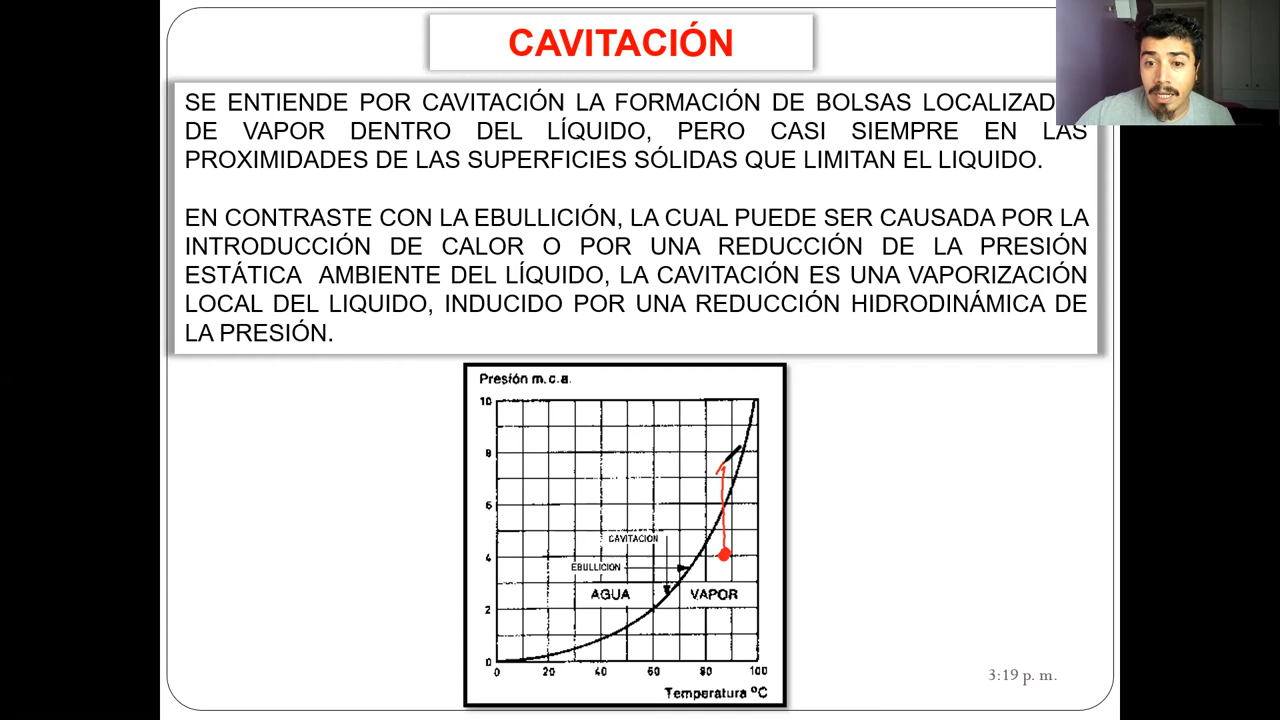 CAVITACIÓN
SE ENTIENDE POR CAVITACIÓN LA FORMACIÓN DE BOLSAS LOCALIZAD
DE VAPOR DENTRO DEL LÍQUIDO, PERO CASI SIEMPRE EN LAS
PROXIMIDADES DE LAS SUPERFICIES SÓLIDAS QUE LIMITAN EL LIQUIDO.
EN CONTRASTE CON LA EBULLICIÓN, LA CUAL PUEDE SER CAUSADA POR LA
INTRODUCCIÓN DE CALOR O POR UNA REDUCCIÓN DE LA PRESIÓN
ESTÁTICA AMBIENTE DEL LÍQUIDO, LA CAVITACIÓN ES UNA VAPORIZACIÓN
LOCAL DEL LIQUIDO, INDUCIDO POR UNA REDUCCIÓN HIDRODINÁMICA DE
LA PRESIÓN.
Presión m.c.a.
10
8
6
CAVITACION
4
EBULLICION
AGUA VAPOR
2
0
0 20 40 60 80 100
Temperatura ºC
3:19 p. m.